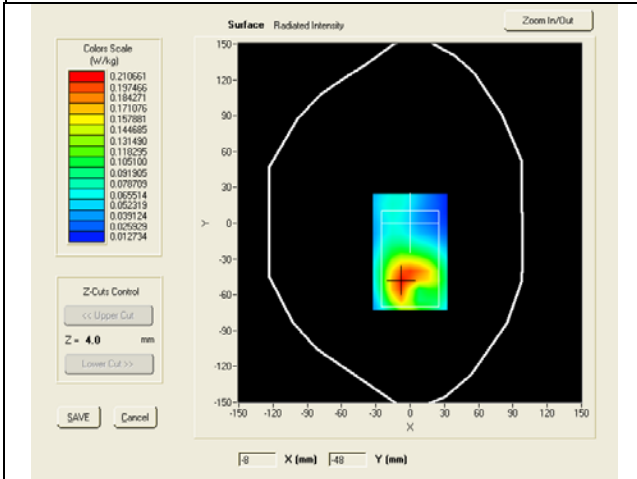 Surface Radiated Intensity
Zoom In/Out
Colors Scale
(W/kg)
0.210661
0.197466
0.184271
0.171076
0.157881
0.144685
0.131490
0.118295
0.105100
0.091905
0.078709
0.065514
0.052319
0.039124
0.025929
0.012734
Z-Cuts Control
<< Upper Cut
Z = 4.0 mm
Lower Cut >>
SAVE Cancel
150-
120-
90-
60-
30-
0-
-30-
-60-
-90-
-120-
-150-
Y
-150 -120 -90 -60 -30 0 30 60 90 120 150
X
-8 X (mm) -48 Y (mm)